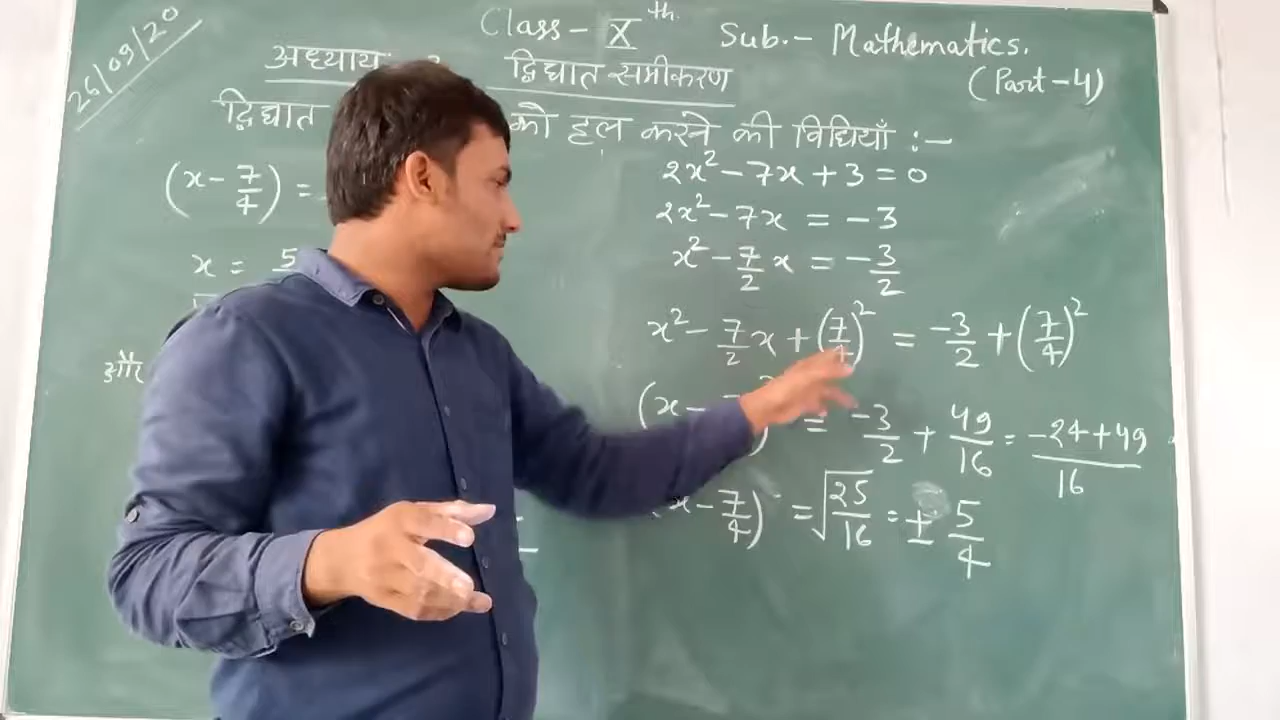 26/09/20
Class - Xth Sub. - Mathematics.
(Part-4)
अध्याय द्विघात समीकरण
द्विघात को हल करने की विधियाँ :-
2x² - 7x + 3 = 0
2x² - 7x = -3
x² - 7/2 x = -3/2
x² - 7/2 x + (7/4)² = -3/2 + (7/4)²
(x - = -3/2 + 49/16 = -24+49/16
x - 7/4) = √25/16 = ± 5/4
(x - 7/4) =
x = 5
और